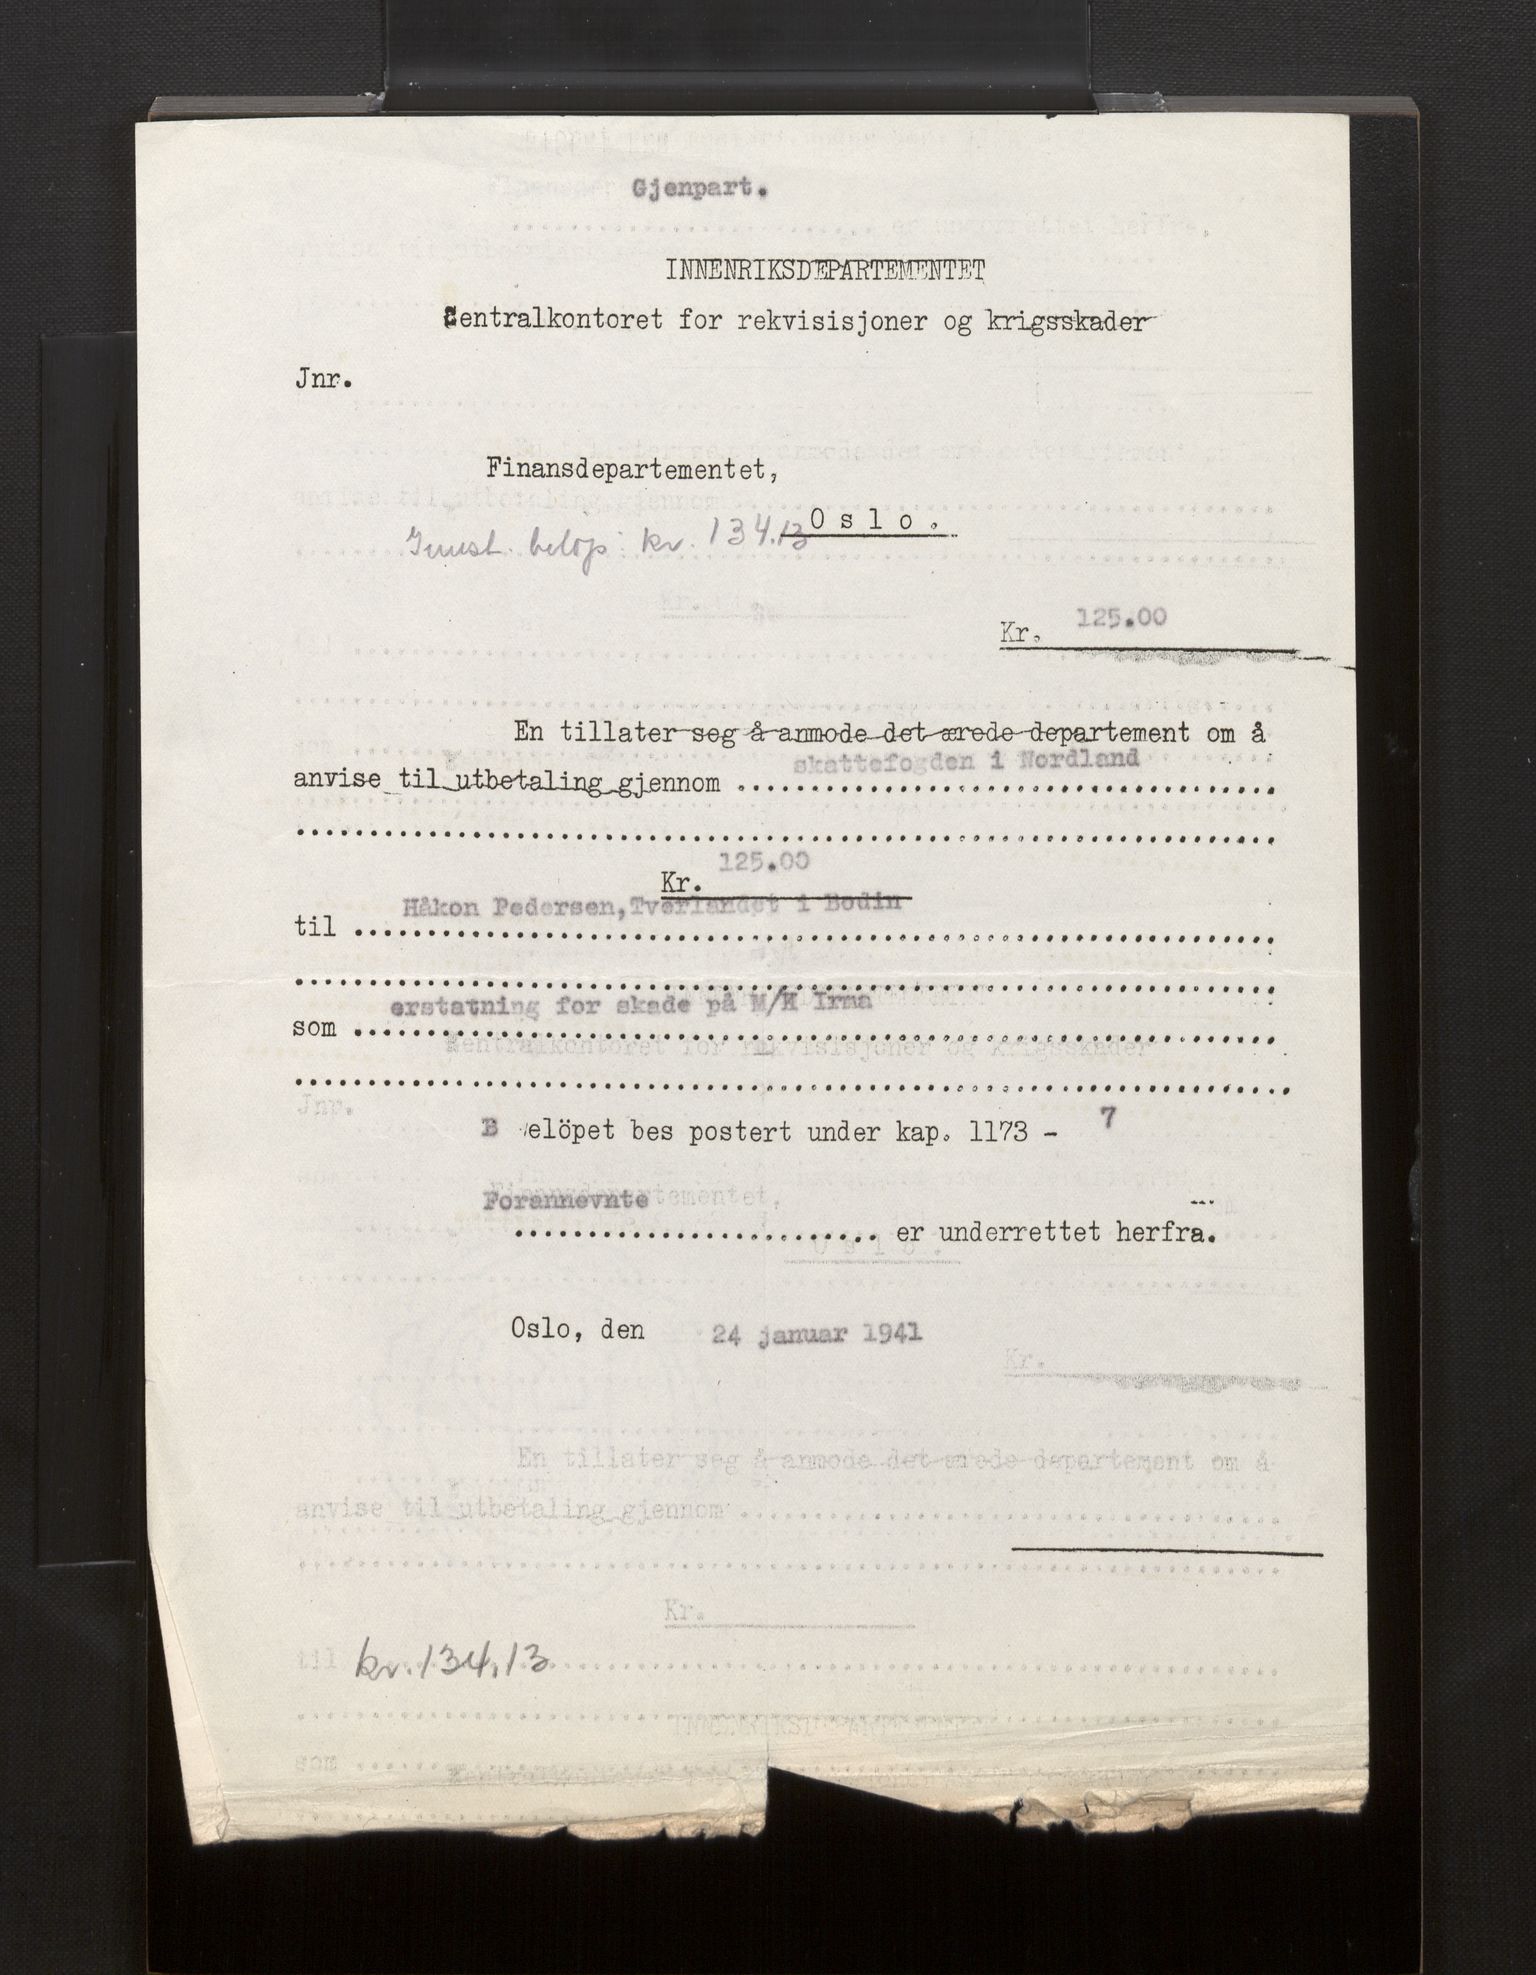 Gjenpart.
INNENRIKSDEPARTEMENTET
Sentralkontoret for rekvisisjoner og krigsskader
Jnr.
Finansdepartementet,
Oslo.
beløp: kr. 134.13
Kr. 125.00
En tillater seg å anmode det ærede departement om å
anvise til utbetaling gjennom skattefogden i Nordland
Kr. 125.00
til Håkon Pedersen, Tverlandet i Bodin
som erstatning for skade på M/K Irma
Belöpet bes postert under kap. 1173 - 7
Forannevnte er underrettet herfra.
Oslo, den 24 januar 1941
kr. 134,13